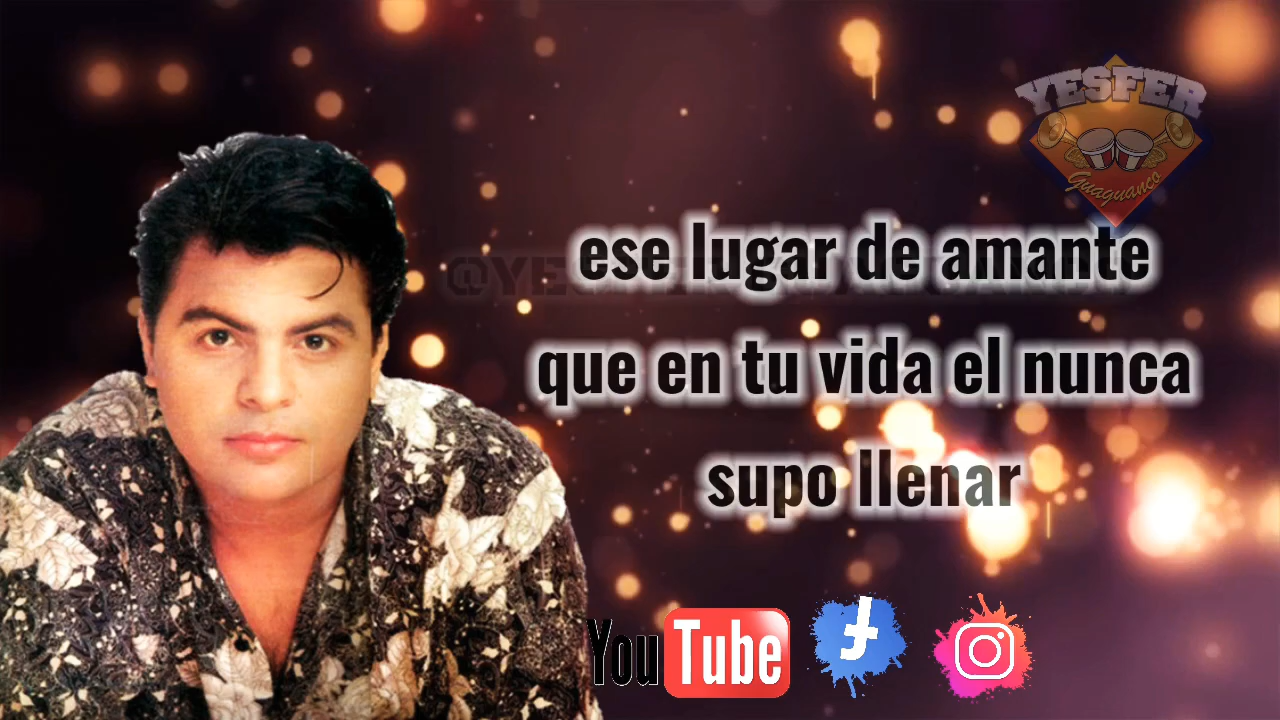 YESFER
Guaguanco
ese lugar de amante
que en tu vida el nunca
supo llenar
YouTube